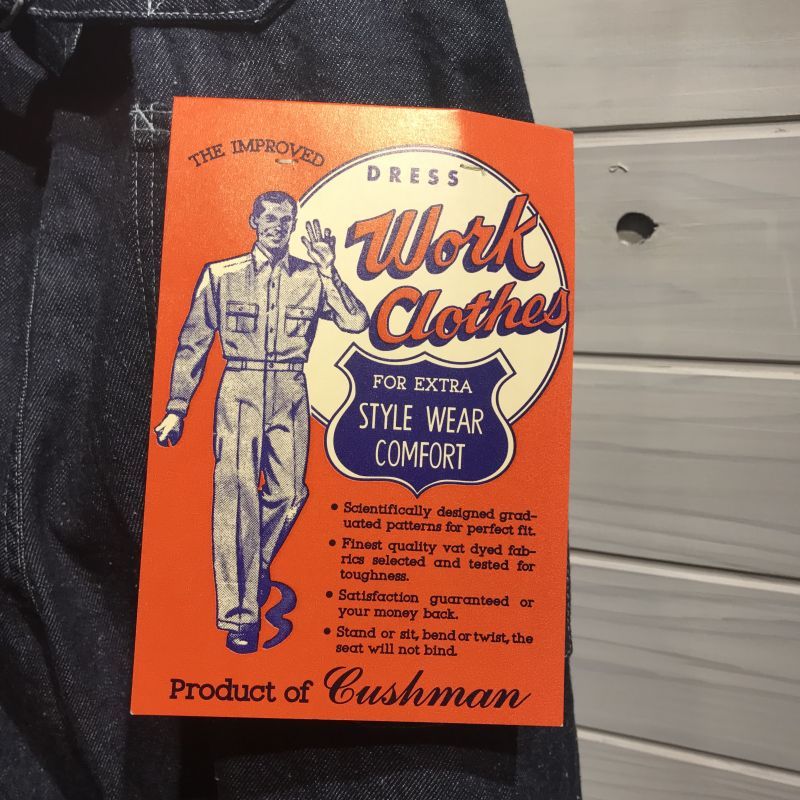 THE IMPROVED
DRESS
Work
Clothes
FOR EXTRA
STYLE WEAR
COMFORT
• Scientifically designed grad-
uated patterns for perfect fit.
• Finest quality vat dyed fab-
rics selected and tested for
toughness.
• Satisfaction guaranteed or
your money back.
• Stand or sit, bend or twist, the
seat will not bind.
Product of Cushman